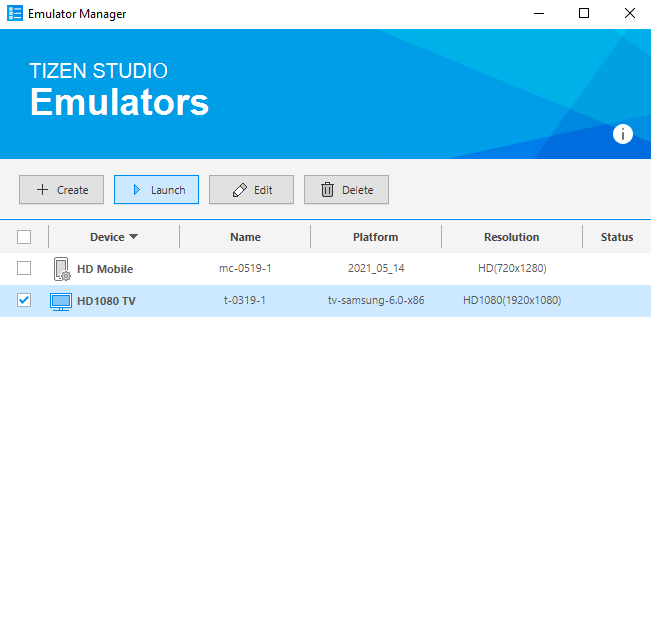 Emulator Manager
TIZEN STUDIO
Emulators
i
Create Launch Edit Delete
Device Name Platform Resolution Status
HD Mobile mc-0519-1 2021_05_14 HD(720x1280)
HD1080 TV t-0319-1 tv-samsung-6.0-x86 HD1080(1920x1080)